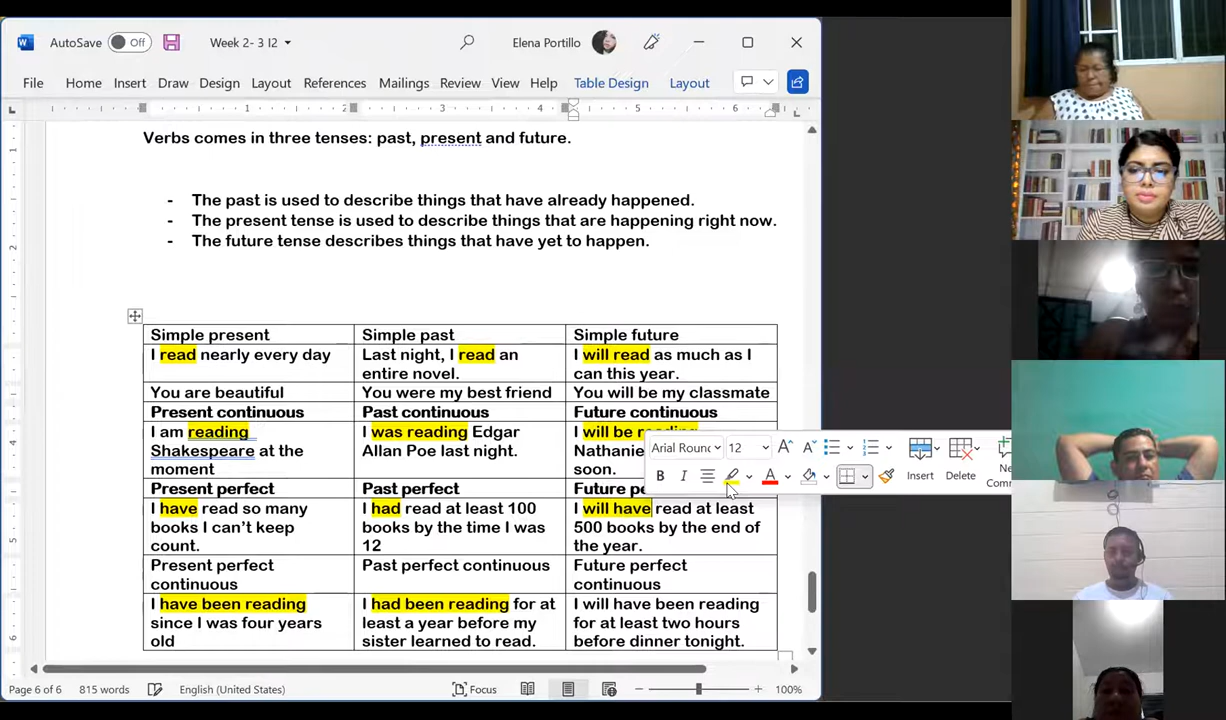 AutoSave Off Week 2- 3 I2 Elena Portillo
File Home Insert Draw Design Layout References Mailings Review View Help Table Design Layout
1 2 3 4 5 6
Verbs comes in three tenses: past, present and future.
- The past is used to describe things that have already happened.
- The present tense is used to describe things that are happening right now.
- The future tense describes things that have yet to happen.
Simple present Simple past Simple future
I read nearly every day
Last night, I read an
entire novel.
I will read as much as I
can this year.
You are beautiful You were my best friend You will be my classmate
Present continuous Past continuous Future continuous
I am reading
Shakespeare at the
moment
I was reading Edgar
Allan Poe last night.
I will be reading
Nathanie
soon.
Arial Rounc 12
B I A Insert Delete
Present perfect Past perfect Future pe
I have read so many
books I can't keep
count.
I had read at least 100
books by the time I was
12
I will have read at least
500 books by the end of
the year.
Present perfect
continuous
Past perfect continuous
Future perfect
continuous
I have been reading
since I was four years
old
I had been reading for at
least a year before my
sister learned to read.
I will have been reading
for at least two hours
before dinner tonight.
Page 6 of 6 815 words English (United States) Focus 100%